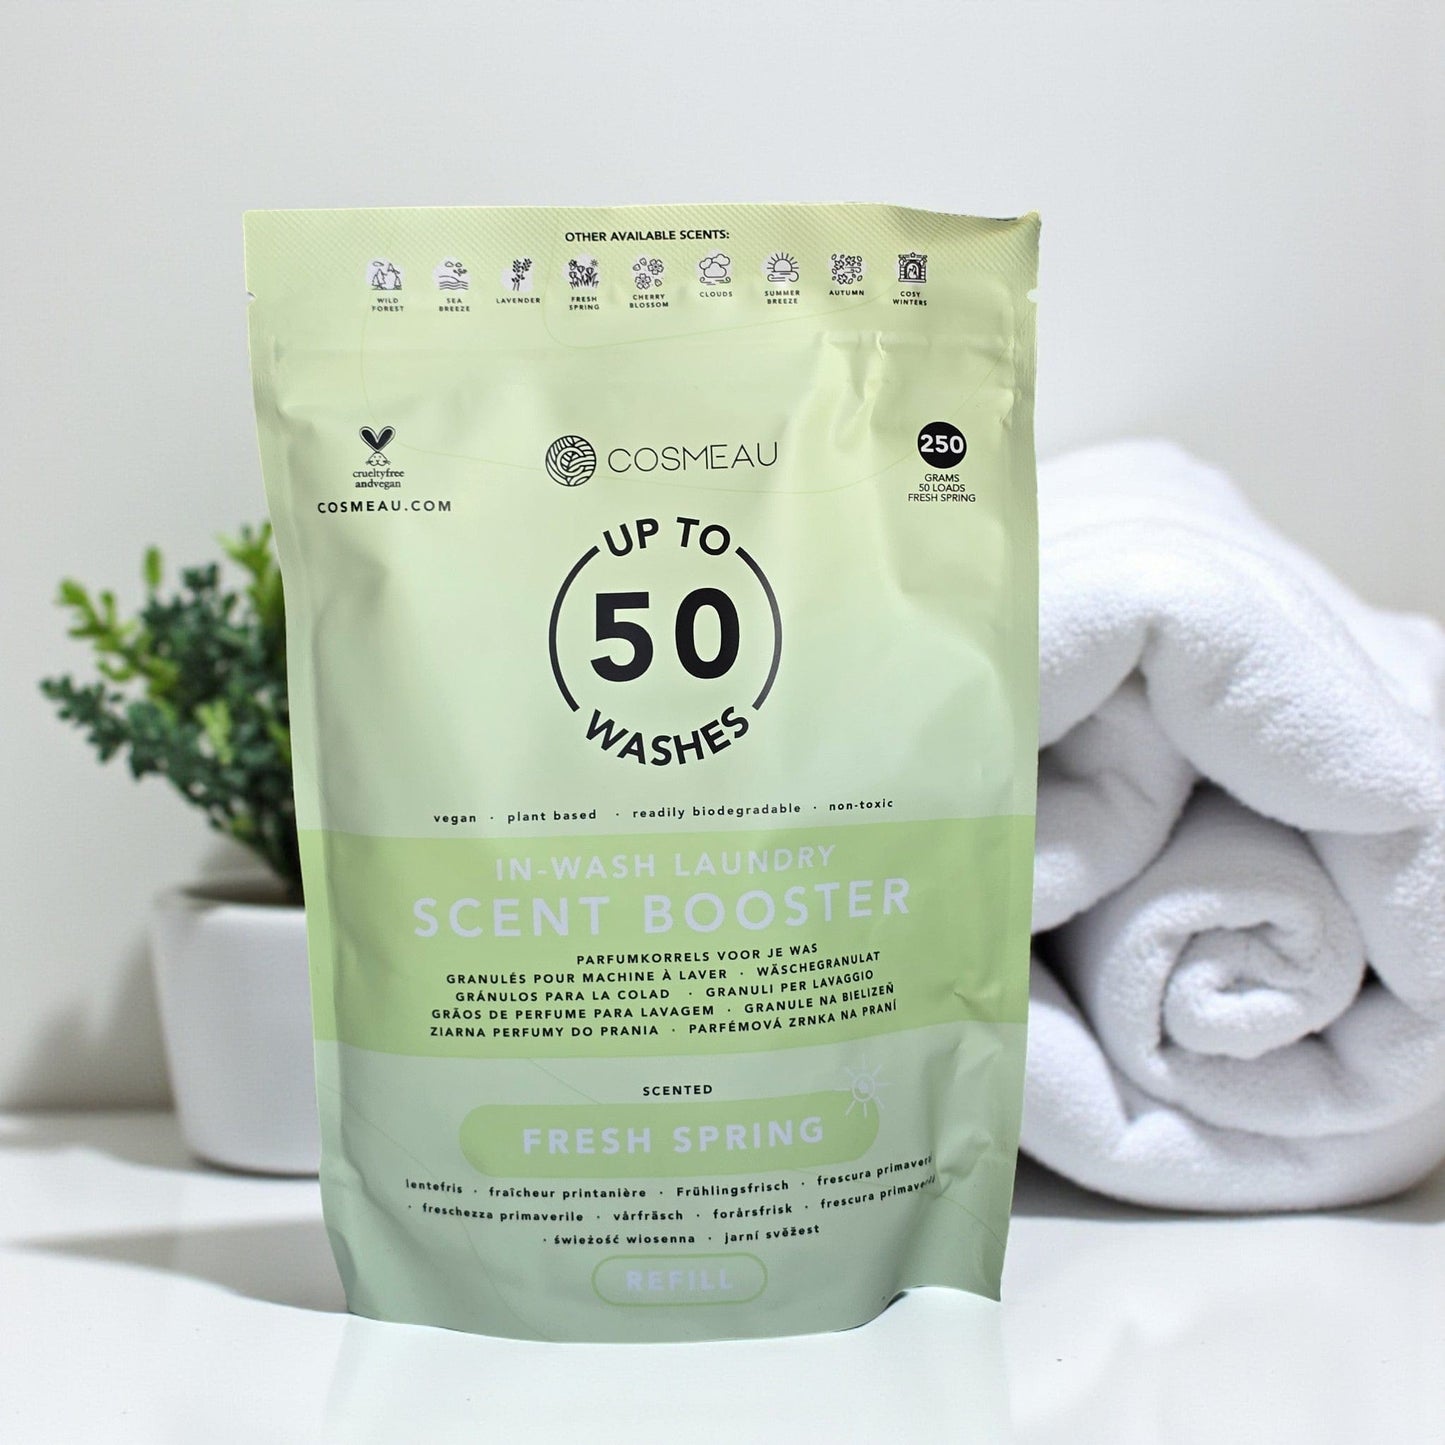 OTHER AVAILABLE SCENTS:
WILD FOREST
SEA BREEZE
LAVENDER
FRESH SPRING
CHERRY BLOSSOM
CLOUDS
SUMMER BREEZE
AUTUMN
COSY WINTERS
crueltyfree
andvegan
COSMEAU.COM
COSMEAU
250
GRAMS
50 LOADS
FRESH SPRING
UP TO
50
WASHES
vegan · plant based · readily biodegradable · non-toxic
IN-WASH LAUNDRY
SCENT BOOSTER
PARFUMKORRELS VOOR JE WAS
GRANULÉS POUR MACHINE À LAVER · WÄSCHEGRANULAT
GRÁNULOS PARA LA COLAD · GRANULI PER LAVAGGIO
GRÃOS DE PERFUME PARA LAVAGEM · GRANULE NA BIELIZEŇ
ZIARNA PERFUMY DO PRANIA · PARFÉMOVÁ ZRNKA NA PRANÍ
SCENTED
FRESH SPRING
lentefris · fraîcheur printanière · Frühlingsfrisch · frescura primaveral
· freschezza primaverile · vårfräsch · forårsfrisk · frescura
· świeżość wiosenna · jarní svěžest
REFILL